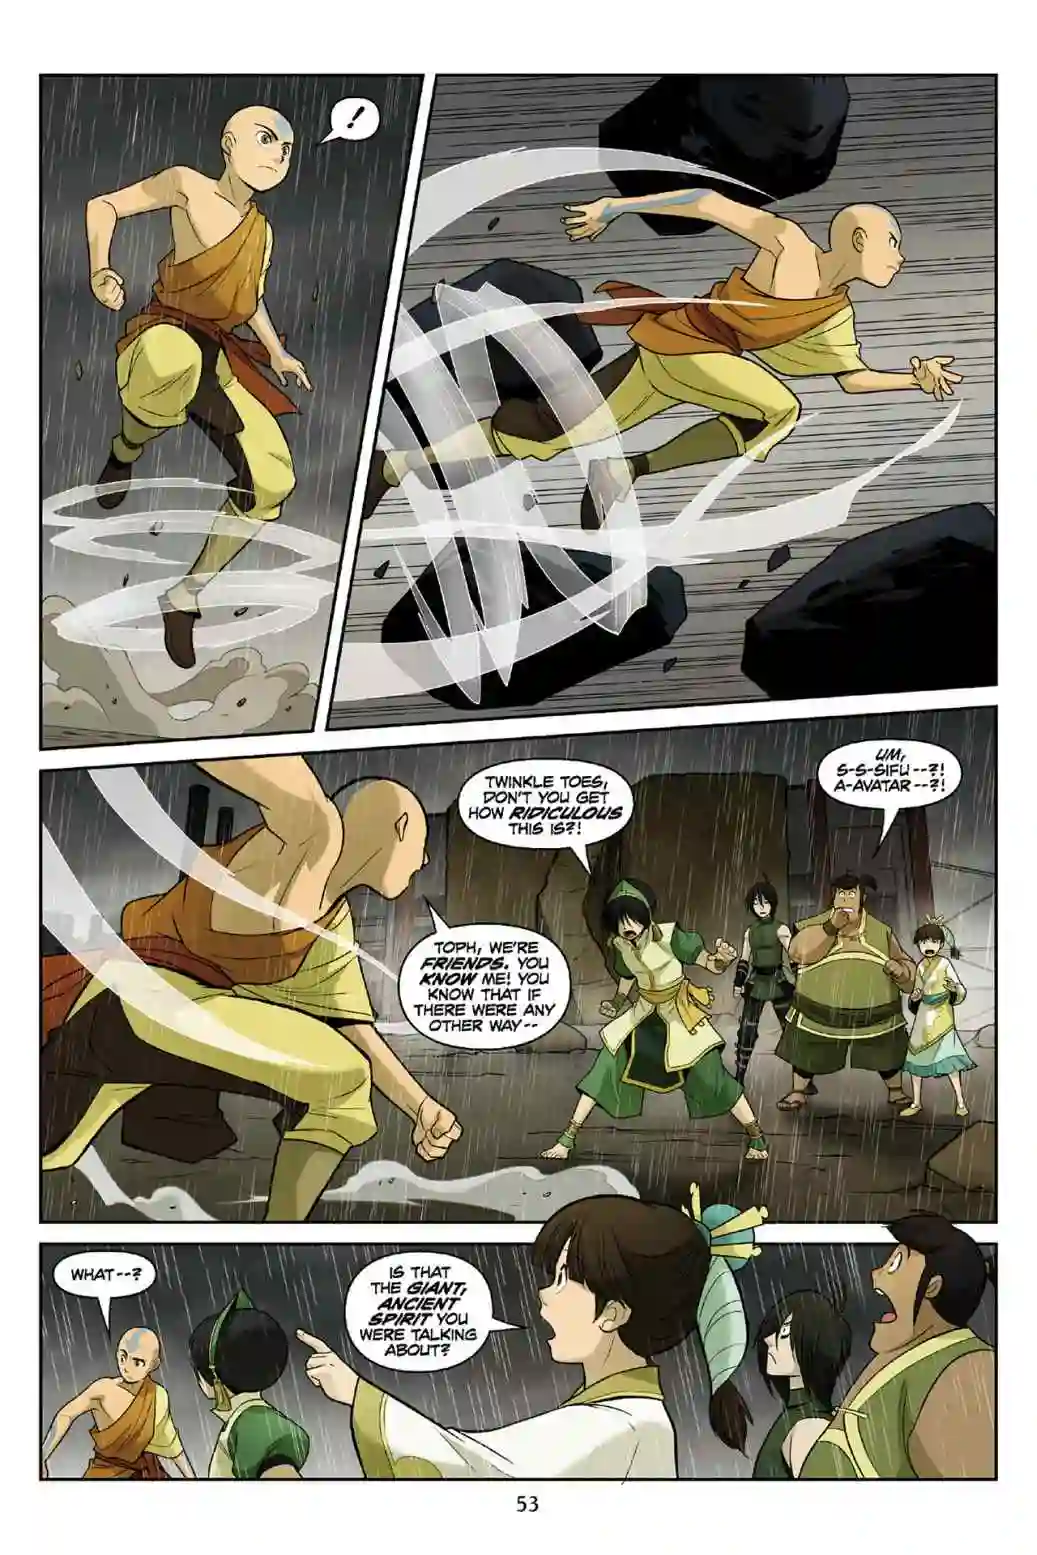 !
TWINKLE TOES,
DON'T YOU GET
HOW RIDICULOUS
THIS IS?!
UM,
S-S-SIFU--?!
A-AVATAR--?!
TOPH, WE'RE
FRIENDS. YOU
KNOW ME! YOU
KNOW THAT IF
THERE WERE ANY
OTHER WAY--
WHAT--?
IS THAT
THE GIANT,
ANCIENT
SPIRIT YOU
WERE TALKING
ABOUT?
53